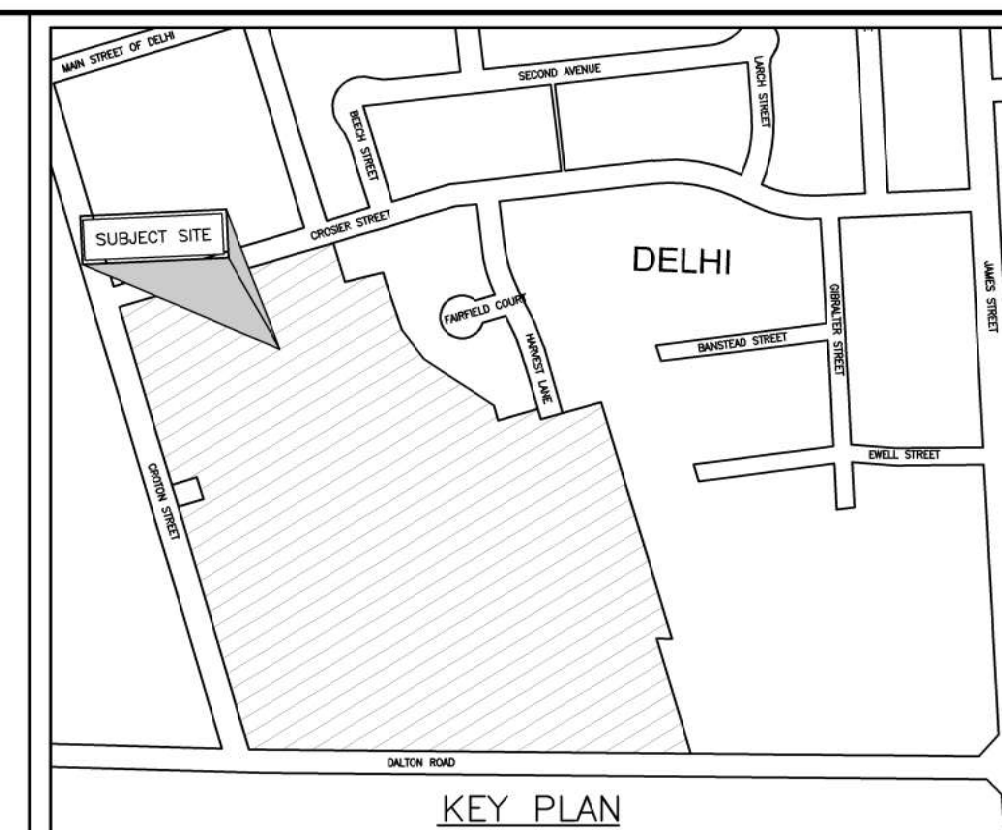 MAIN STREET OF DELHI
SECOND AVENUE
LARCH STREET
BEECH STREET
CROSIER STREET
SUBJECT SITE
DELHI
JAMES STREET
FAIRFIELD COURT
GIBRALTER STREET
BANSTEAD STREET
HARVEST LANE
EWELL STREET
CROTON STREET
DALTON ROAD
KEY PLAN